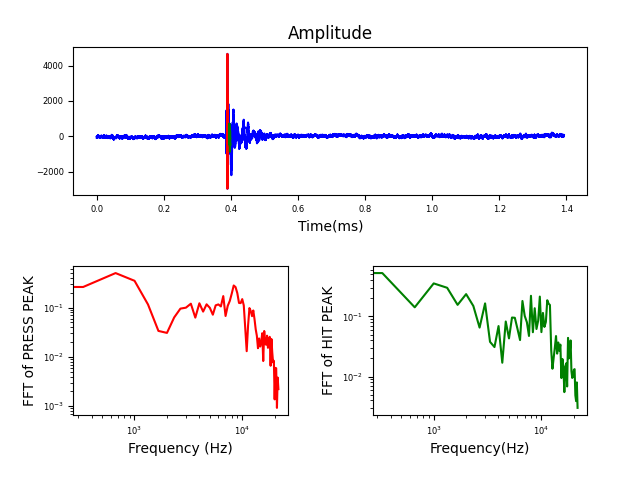 Amplitude
4000
2000
0
−2000
0.0 0.2 0.4 0.6 0.8 1.0 1.2 1.4
Time(ms)
FFT of PRESS PEAK
10⁻¹
10⁻²
10⁻³
10³ 10⁴
Frequency (Hz)
FFT of HIT PEAK
10⁻¹
10⁻²
10³ 10⁴
Frequency(Hz)